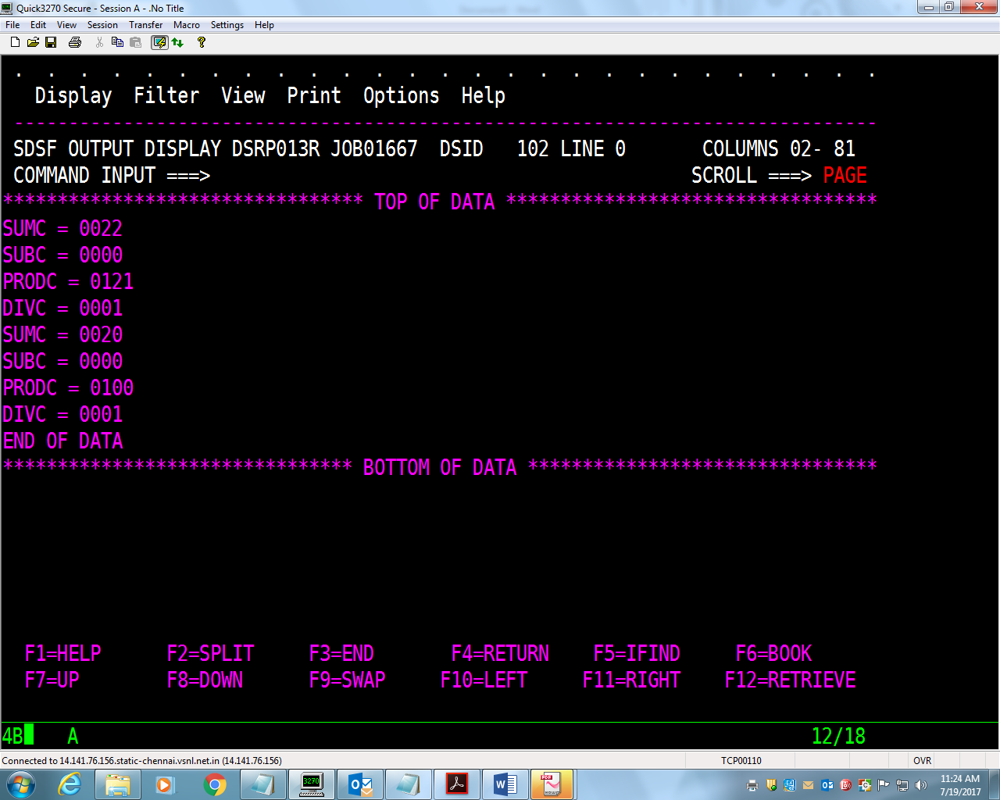 Quick3270 Secure - Session A - .No Title
File Edit View Session Transfer Macro Settings Help
. . . . . . . . . . . . . . . . . . . . . . . . . . .
Display Filter View Print Options Help
-------------------------------------------------------------------------------
SDSF OUTPUT DISPLAY DSRP013R JOB01667 DSID 102 LINE 0 COLUMNS 02- 81
COMMAND INPUT ===> SCROLL ===> PAGE
********************************* TOP OF DATA **********************************
SUMC = 0022
SUBC = 0000
PRODC = 0121
DIVC = 0001
SUMC = 0020
SUBC = 0000
PRODC = 0100
DIVC = 0001
END OF DATA
******************************** BOTTOM OF DATA ********************************
F1=HELP F2=SPLIT F3=END F4=RETURN F5=IFIND F6=BOOK
F7=UP F8=DOWN F9=SWAP F10=LEFT F11=RIGHT F12=RETRIEVE
4B A 12/18
Connected to 14.141.76.156.static-chennai.vsnl.net.in (14.141.76.156) TCP00110 OVR
3270
PDF
11:24 AM
7/19/2017